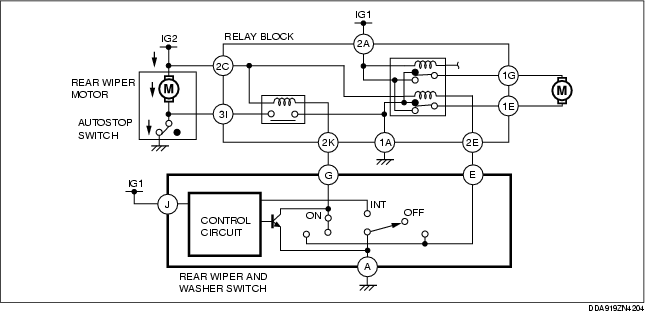 IG1
IG2
RELAY BLOCK
2A
2C
1G
REAR WIPER
MOTOR
M
M
1E
3I
AUTOSTOP
SWITCH
2K
1A
2E
G
E
IG1
J
INT
CONTROL
CIRCUIT
ON
OFF
A
REAR WIPER AND
WASHER SWITCH
DDA919ZN4204